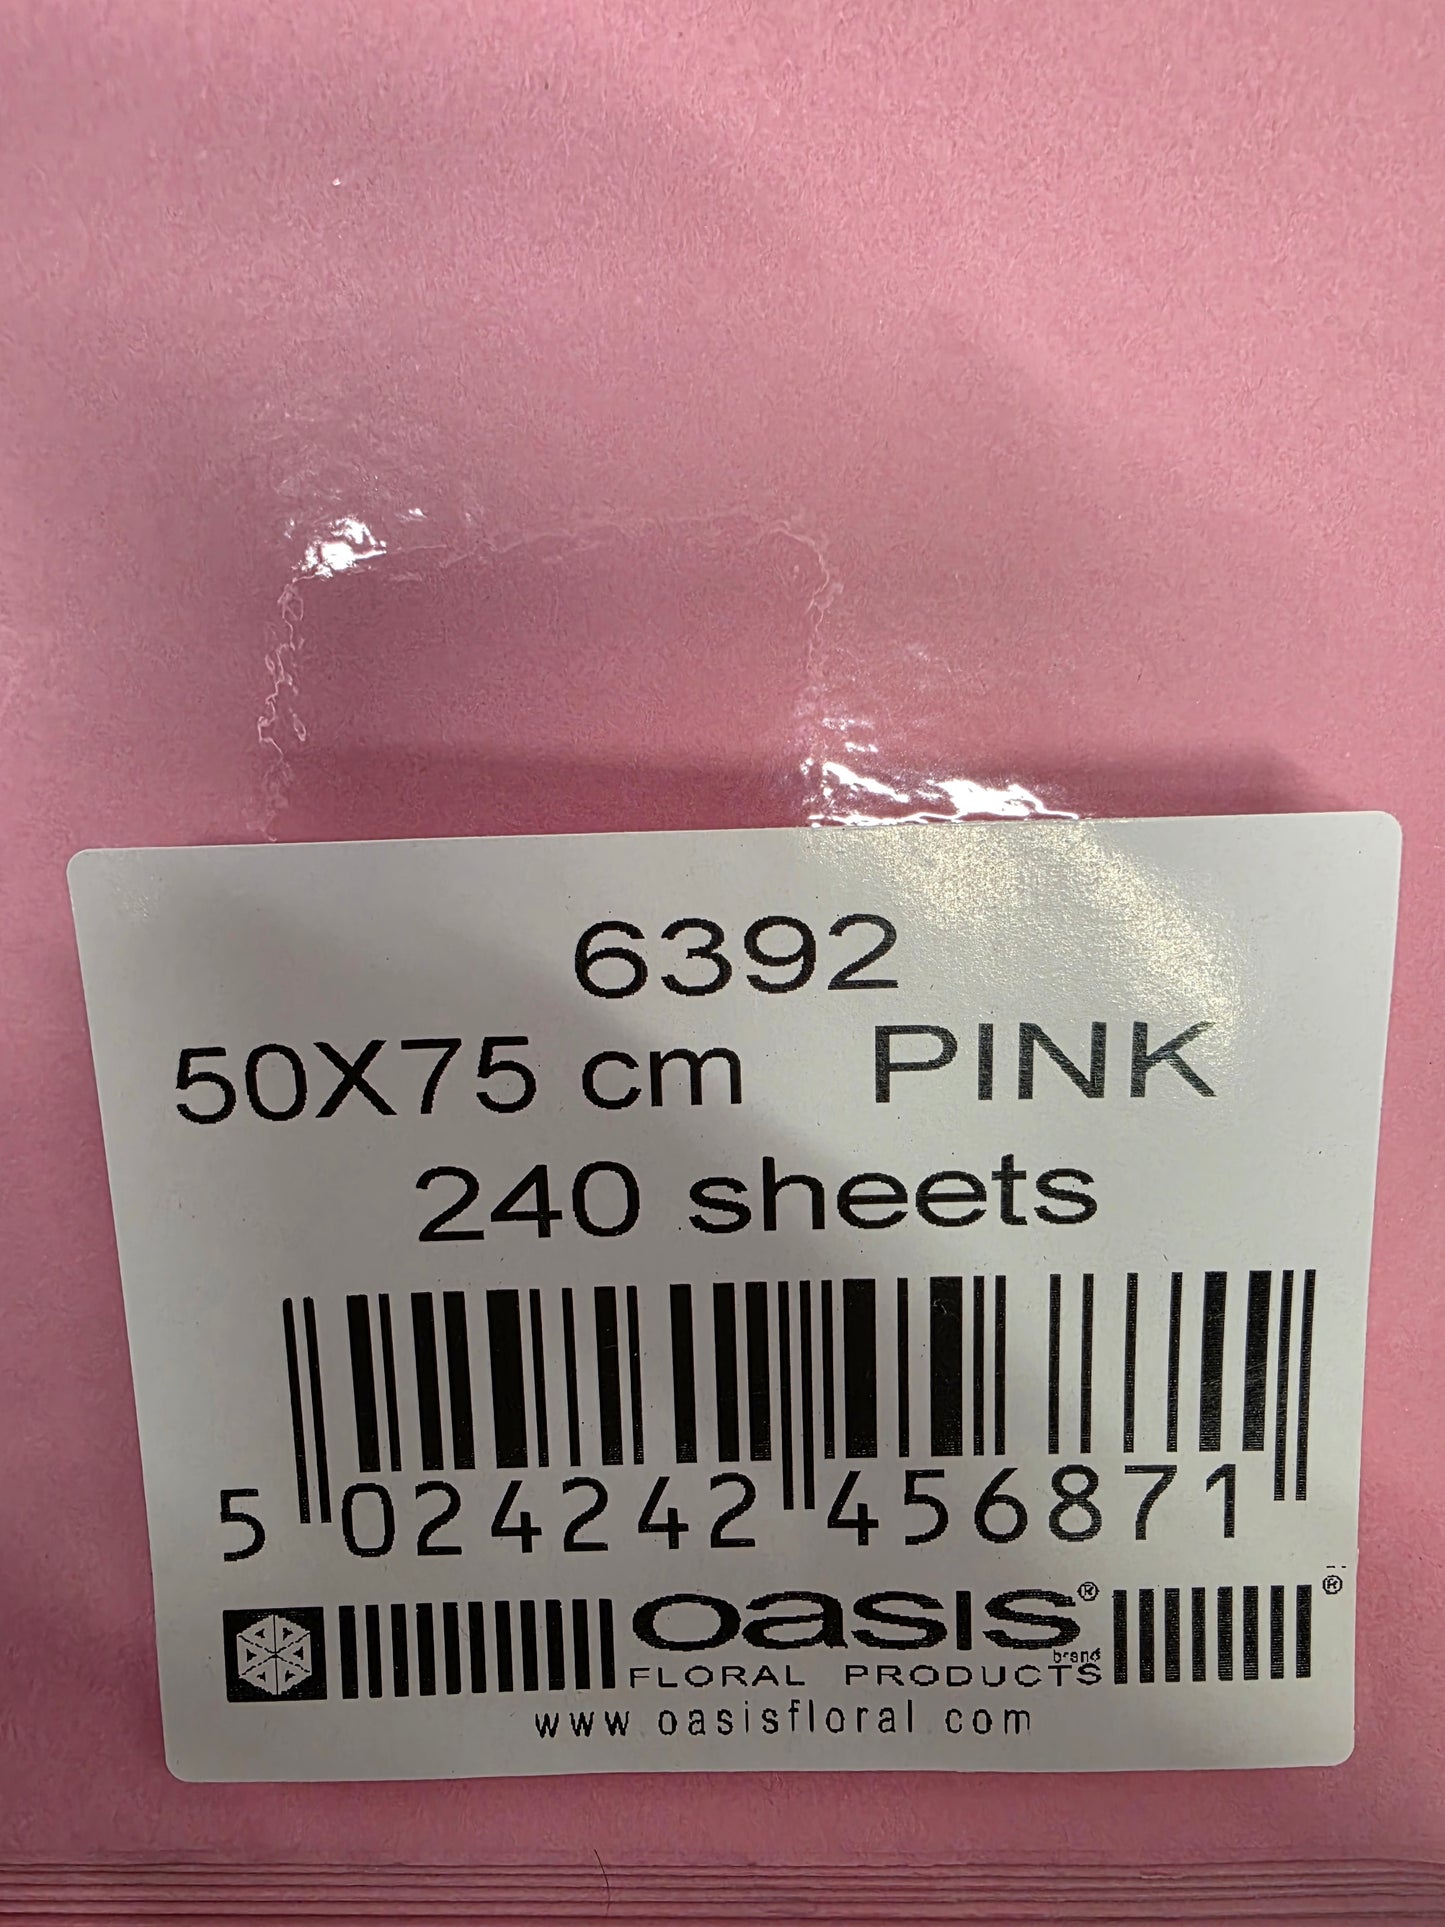 6392
50X75 cm PINK
240 sheets
5 024242 456871
oasis®
brand
FLORAL PRODUCTS
®
www.oasisfloral.com